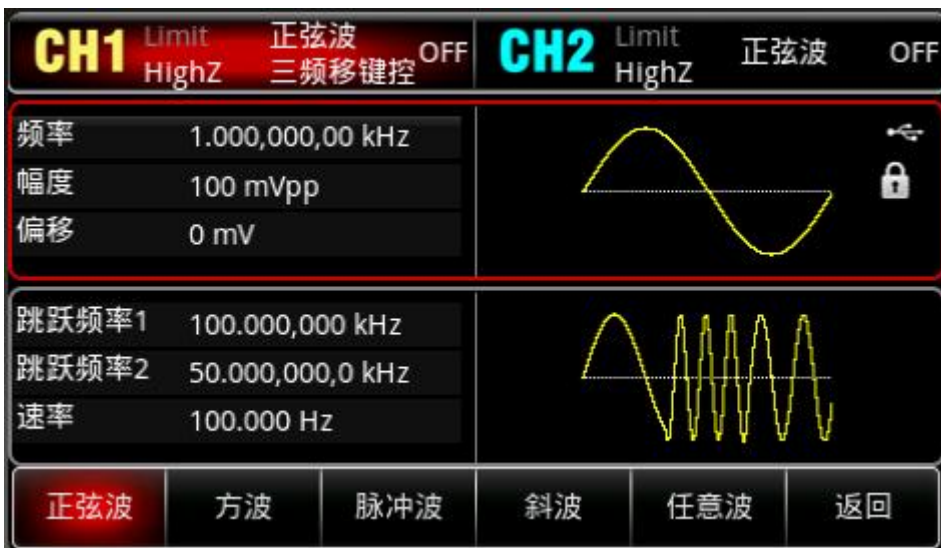 CH1 Limit 正弦波 OFF CH2 Limit 正弦波 OFF
HighZ 三频移键控 HighZ
频率 1.000,000,00 kHz
幅度 100 mVpp
偏移 0 mV
跳跃频率1 100.000,000 kHz
跳跃频率2 50.000,000,0 kHz
速率 100.000 Hz
正弦波 方波 脉冲波 斜波 任意波 返回